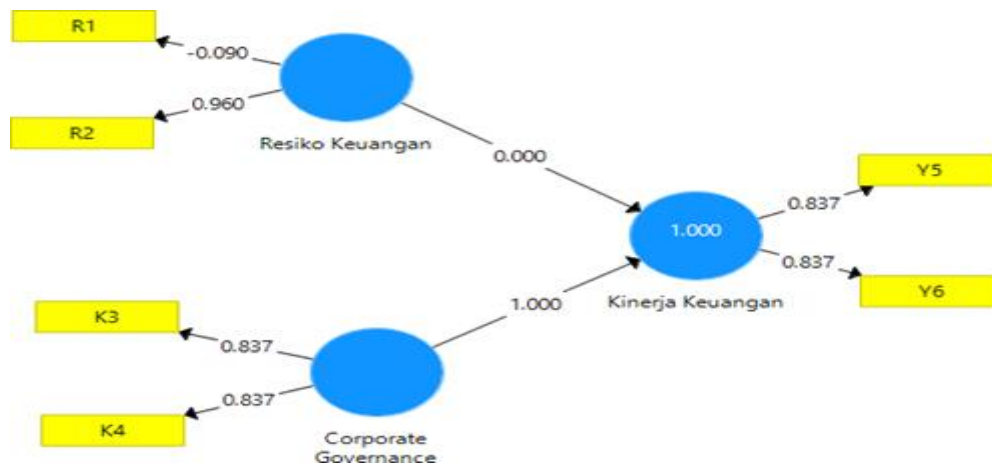 R1
-0.090
R2
0.960
Resiko Keuangan
0.000
Y5
0.837
1.000
0.837
Y6
Kinerja Keuangan
1.000
K3
0.837
0.837
K4
Corporate
Governance